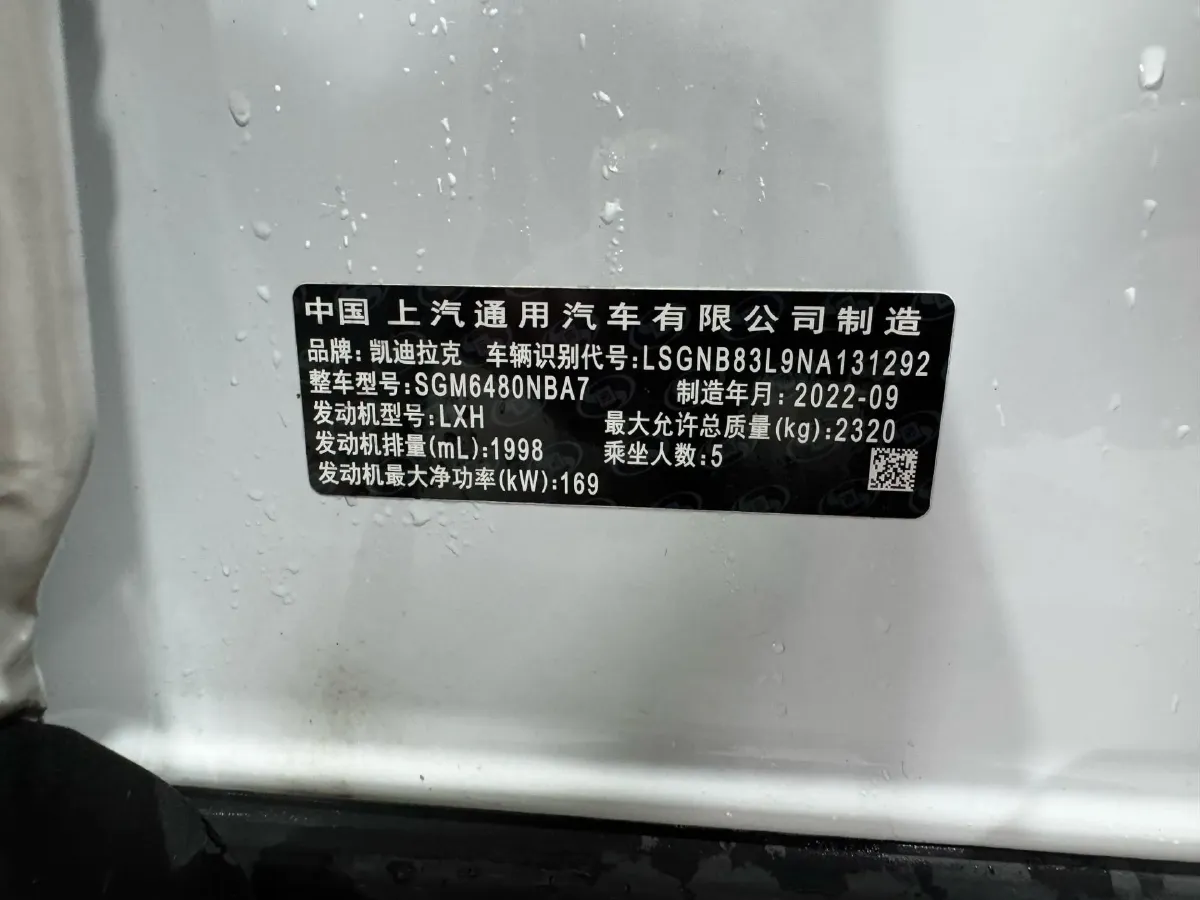 中国 上汽通用汽车有限公司制造
品牌:凯迪拉克 车辆识别代号:LSGNB83L9NA131292
整车型号:SGM6480NBA7 制造年月:2022-09
发动机型号:LXH 最大允许总质量(kg):2320
发动机排量(mL):1998 乘坐人数:5
发动机最大净功率(kW):169